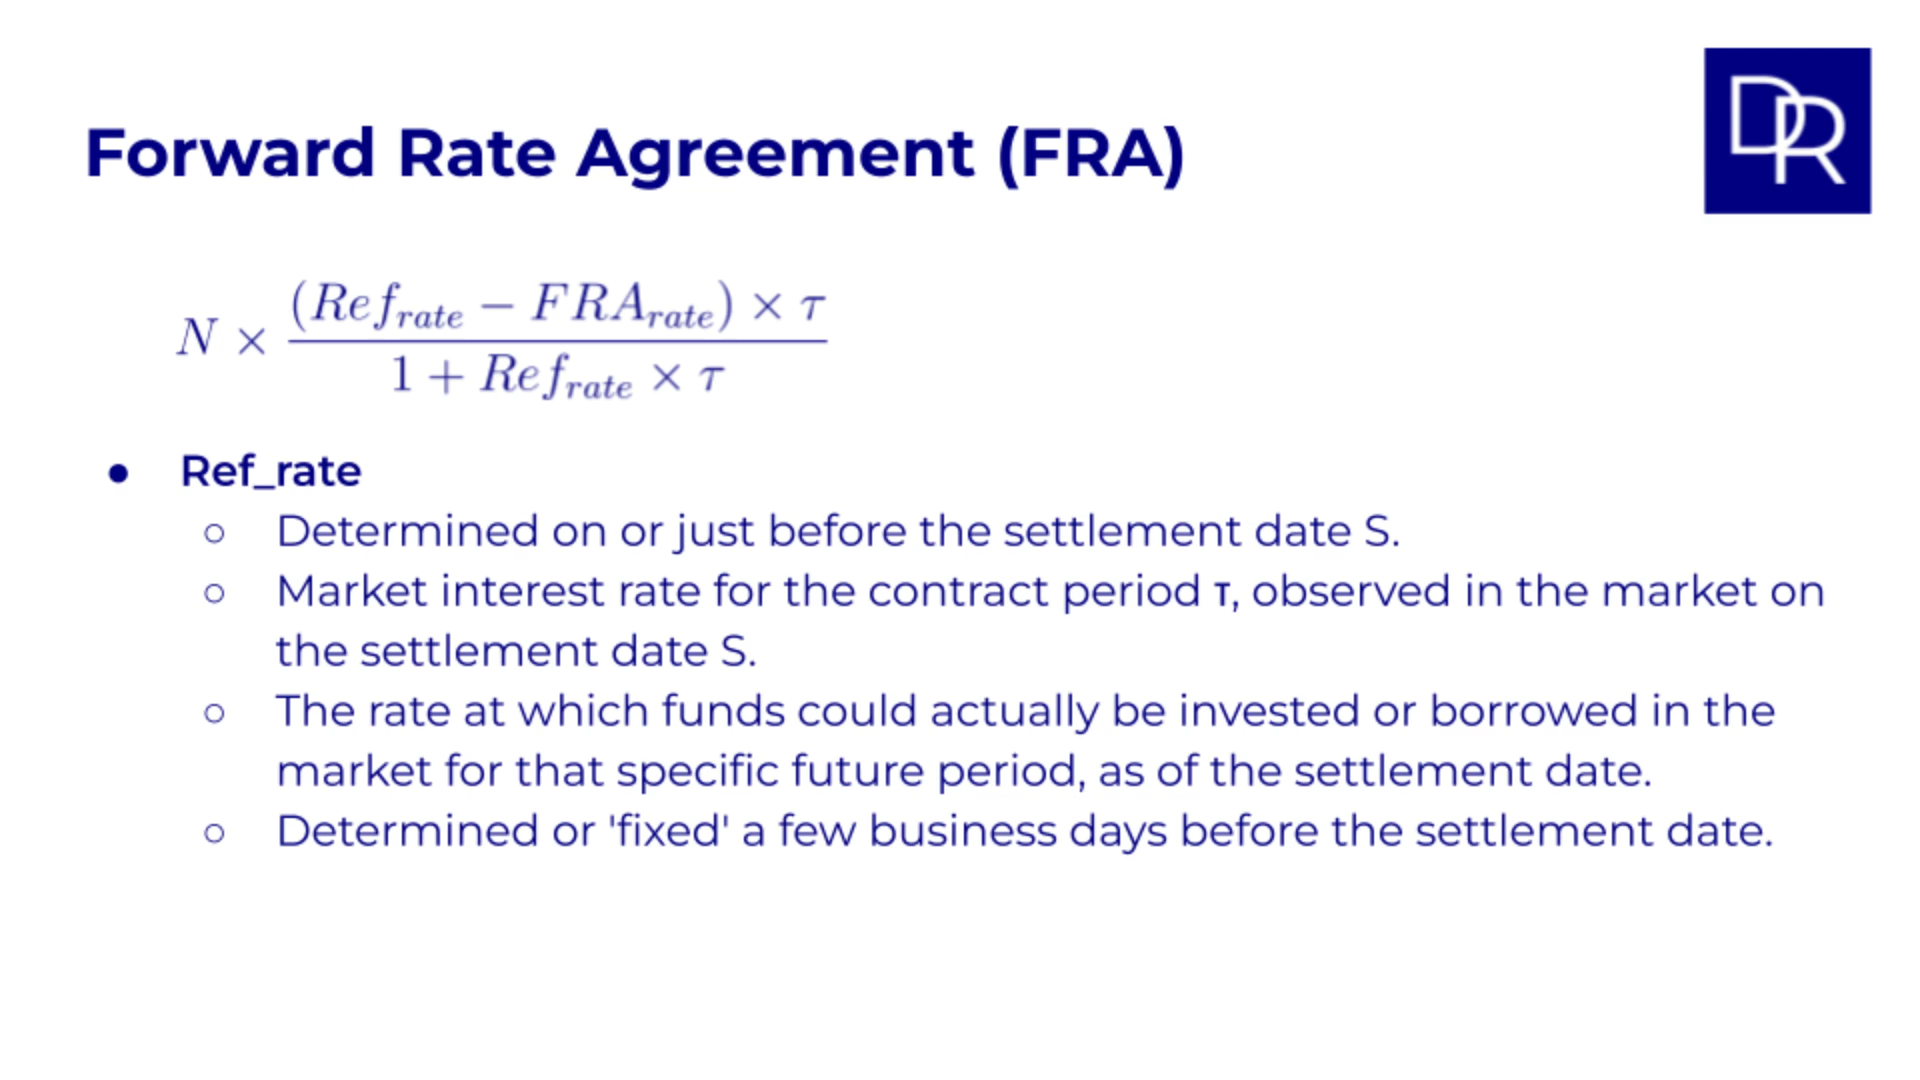 DR
Forward Rate Agreement (FRA)
N × (Ref_rate − FRA_rate) × τ / 1 + Ref_rate × τ
● Ref_rate
○ Determined on or just before the settlement date S.
○ Market interest rate for the contract period τ, observed in the market on
the settlement date S.
○ The rate at which funds could actually be invested or borrowed in the
market for that specific future period, as of the settlement date.
○ Determined or 'fixed' a few business days before the settlement date.